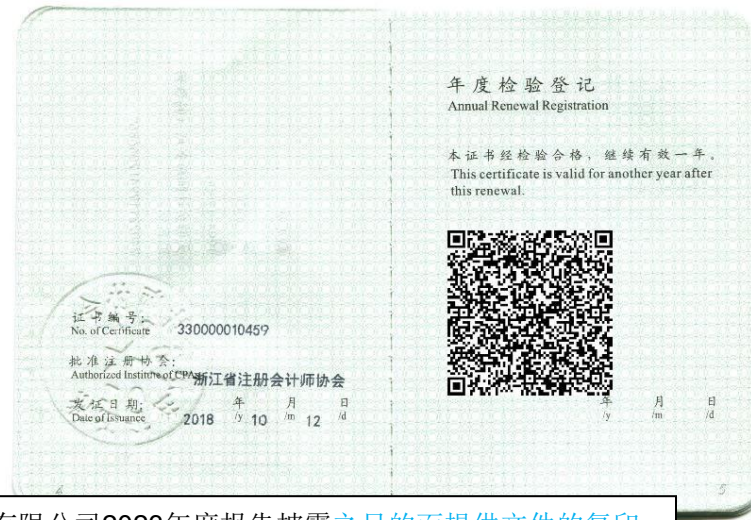 证书编号:
No. of Certificate
330000010459
批准注册协会:
Authorized Institute of CPAs
浙江省注册会计师协会
发证日期:
Date of Issuance
2018 年 /y 10 月 /m 12 日 /d
4
年度检验登记
Annual Renewal Registration
本证书经检验合格，继续有效一年。
This certificate is valid for another year after
this renewal.
年 /y 月 /m 日 /d
5
有限公司2020年度报告披露之目的而提供文件的复印